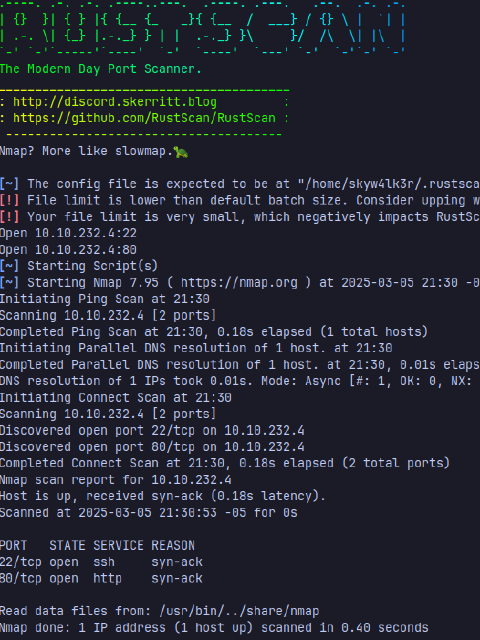 The Modern Day Port Scanner.
: http://discord.skerritt.blog :
: https://github.com/RustScan/RustScan :
Nmap? More like slowmap.🐢
[~] The config file is expected to be at "/home/skyw4lk3r/.rustsca
[!] File limit is lower than default batch size. Consider upping w
[!] Your file limit is very small, which negatively impacts RustSc
Open 10.10.232.4:22
Open 10.10.232.4:80
[~] Starting Script(s)
[~] Starting Nmap 7.95 ( https://nmap.org ) at 2025-03-05 21:30 -0
Initiating Ping Scan at 21:30
Scanning 10.10.232.4 [2 ports]
Completed Ping Scan at 21:30, 0.18s elapsed (1 total hosts)
Initiating Parallel DNS resolution of 1 host. at 21:30
Completed Parallel DNS resolution of 1 host. at 21:30, 0.01s elaps
DNS resolution of 1 IPs took 0.01s. Mode: Async [#: 1, OK: 0, NX:
Initiating Connect Scan at 21:30
Scanning 10.10.232.4 [2 ports]
Discovered open port 22/tcp on 10.10.232.4
Discovered open port 80/tcp on 10.10.232.4
Completed Connect Scan at 21:30, 0.18s elapsed (2 total ports)
Nmap scan report for 10.10.232.4
Host is up, received syn-ack (0.18s latency).
Scanned at 2025-03-05 21:30:53 -05 for 0s
PORT STATE SERVICE REASON
22/tcp open ssh syn-ack
80/tcp open http syn-ack
Read data files from: /usr/bin/../share/nmap
Nmap done: 1 IP address (1 host up) scanned in 0.40 seconds